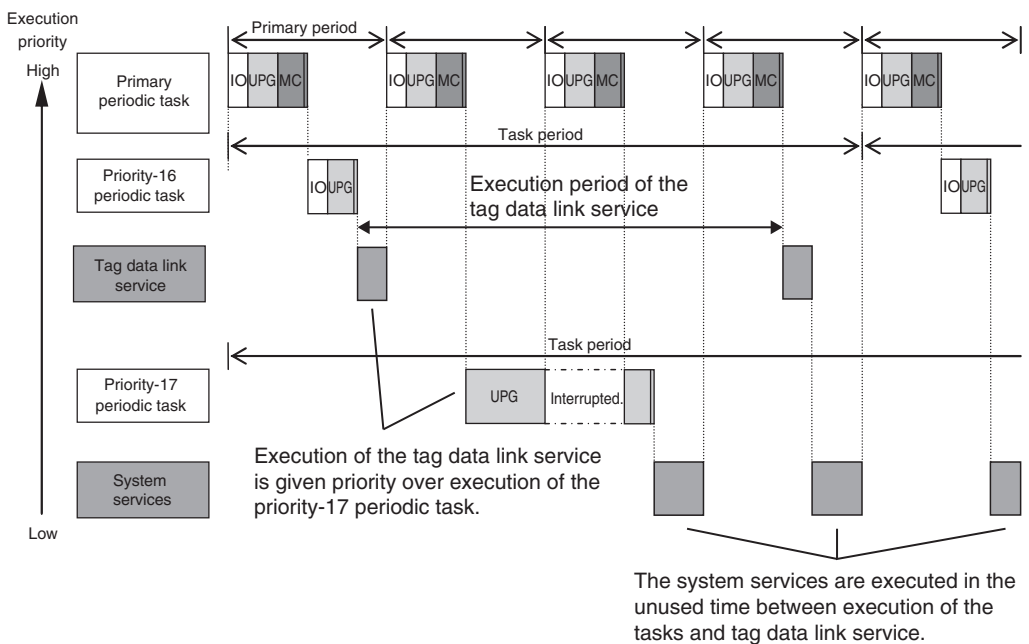 Execution
priority
High
Low
Primary period
Primary
periodic task
IO UPG MC
IO UPG MC
IO UPG MC
IO UPG MC
IO UPG MC
Task period
Priority-16
periodic task
IO UPG
IO UPG
Execution period of the
tag data link service
Tag data link
service
Task period
Priority-17
periodic task
UPG
Interrupted.
Execution of the tag data link service
is given priority over execution of the
priority-17 periodic task.
System
services
The system services are executed in the
unused time between execution of the
tasks and tag data link service.